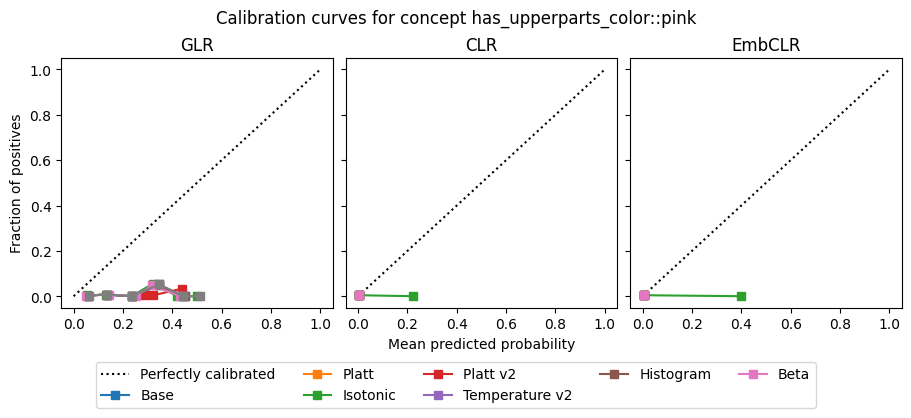 Calibration curves for concept has_upperparts_color::pink
GLR
CLR
EmbCLR
Fraction of positives
1.0
0.8
0.6
0.4
0.2
0.0
0.0 0.2 0.4 0.6 0.8 1.0
0.0 0.2 0.4 0.6 0.8 1.0
0.0 0.2 0.4 0.6 0.8 1.0
Mean predicted probability
Perfectly calibrated
Base
Platt
Isotonic
Platt v2
Temperature v2
Histogram
Beta